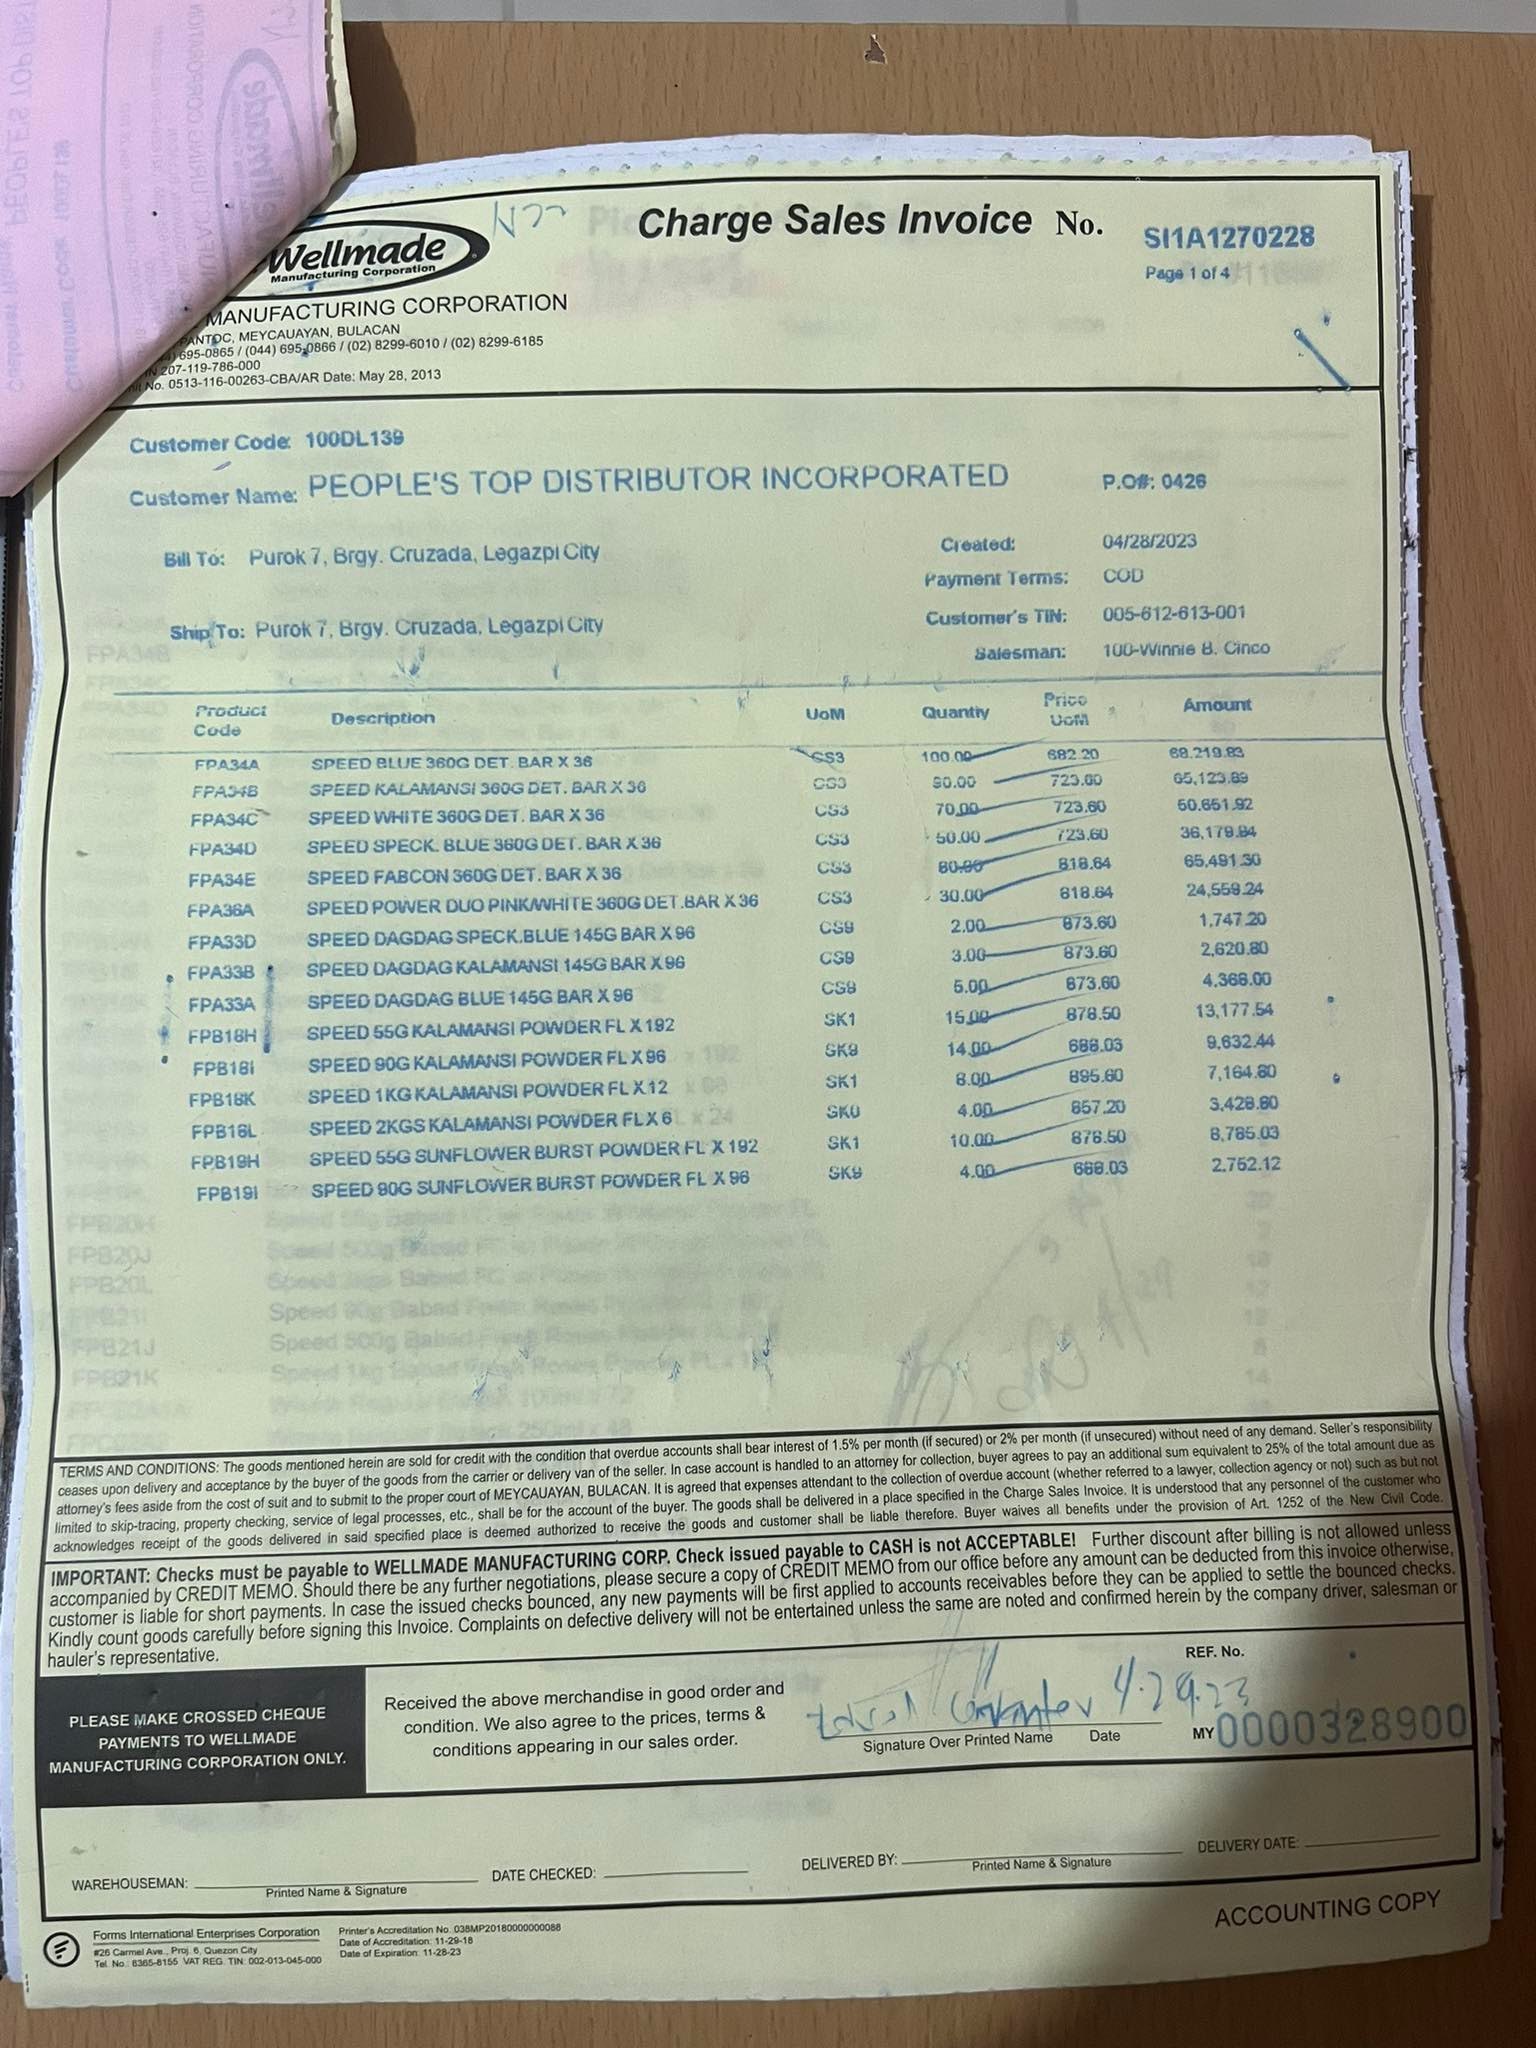 Wellmade
Manufacturing Corporation
Charge Sales Invoice No. SI1A1270228
Page 1 of 4
MANUFACTURING CORPORATION
PANTOC, MEYCAUAYAN, BULACAN
695-0865 / (044) 695-0866 / (02) 8299-6010 / (02) 8299-6185
207-119-786-000
No. 0513-116-00263-CBA/AR Date: May 28, 2013
Customer Code: 100DL139
Customer Name: PEOPLE'S TOP DISTRIBUTOR INCORPORATED P.O#: 0426
Bill To: Purok 7, Brgy. Cruzada, Legazpi City Created: 04/28/2023
Payment Terms: COD
Ship To: Purok 7, Brgy. Cruzada, Legazpi City Customer's TIN: 005-612-613-001
Salesman: 100-Winnie B. Cinco
Product Code Description UoM Quantity Price UoM Amount
FPA34A SPEED BLUE 360G DET. BAR X 36 CS3 100.00 682.20 68,219.83
FPA34B SPEED KALAMANSI 360G DET. BAR X 36 CS3 90.00 723.60 65,123.89
FPA34C SPEED WHITE 360G DET. BAR X 36 CS3 70.00 723.60 50,651.92
FPA34D SPEED SPECK. BLUE 360G DET. BAR X 36 CS3 50.00 723.60 36,179.94
FPA34E SPEED FABCON 360G DET. BAR X 36 CS3 80.00 818.64 65,491.30
FPA36A SPEED POWER DUO PINK/WHITE 360G DET.BAR X 36 CS3 30.00 818.64 24,559.24
FPA33D SPEED DAGDAG SPECK.BLUE 145G BAR X 96 CS9 2.00 873.60 1,747.20
FPA33B SPEED DAGDAG KALAMANSI 145G BAR X 96 CS9 3.00 873.60 2,620.80
FPA33A SPEED DAGDAG BLUE 145G BAR X 96 CS9 5.00 873.60 4,368.00
FPB18H SPEED 55G KALAMANSI POWDER FL X 192 SK1 15.00 878.50 13,177.54
FPB18I SPEED 90G KALAMANSI POWDER FL X 96 SK9 14.00 688.03 9,632.44
FPB18K SPEED 1KG KALAMANSI POWDER FL X 12 SK1 8.00 895.60 7,164.80
FPB18L SPEED 2KGS KALAMANSI POWDER FL X 6 SK0 4.00 857.20 3,428.80
FPB19H SPEED 55G SUNFLOWER BURST POWDER FL X 192 SK1 10.00 878.50 8,785.03
FPB19I SPEED 90G SUNFLOWER BURST POWDER FL X 96 SK9 4.00 688.03 2,752.12
TERMS AND CONDITIONS: The goods mentioned herein are sold for credit with the condition that overdue accounts shall bear interest of 1.5% per month (if secured) or 2% per month (if unsecured) without need of any demand. Seller's responsibility
ceases upon delivery and acceptance by the buyer of the goods from the carrier or delivery van of the seller. In case account is handled to an attorney for collection, buyer agrees to pay an additional sum equivalent to 25% of the total amount due as
attorney's fees aside from the cost of suit and to submit to the proper court of MEYCAUAYAN, BULACAN. It is agreed that expenses attendant to the collection of overdue account (whether referred to a lawyer, collection agency or not) such as but not
limited to skip-tracing, property checking, service of legal processes, etc., shall be for the account of the buyer. The goods shall be delivered in a place specified in the Charge Sales Invoice. It is understood that any personnel of the customer who
acknowledges receipt of the goods delivered in said specified place is deemed authorized to receive the goods and customer shall be liable therefore. Buyer waives all benefits under the provision of Art. 1252 of the New Civil Code.
IMPORTANT: Checks must be payable to WELLMADE MANUFACTURING CORP. Check issued payable to CASH is not ACCEPTABLE! Further discount after billing is not allowed unless
accompanied by CREDIT MEMO. Should there be any further negotiations, please secure a copy of CREDIT MEMO from our office before any amount can be deducted from this invoice otherwise,
customer is liable for short payments. In case the issued checks bounced, any new payments will be first applied to accounts receivables before they can be applied to settle the bounced checks.
Kindly count goods carefully before signing this Invoice. Complaints on defective delivery will not be entertained unless the same are noted and confirmed herein by the company driver, salesman or
hauler's representative.
PLEASE MAKE CROSSED CHEQUE
PAYMENTS TO WELLMADE
MANUFACTURING CORPORATION ONLY.
Received the above merchandise in good order and
condition. We also agree to the prices, terms &
conditions appearing in our sales order.
4.29.23
Signature Over Printed Name Date
REF. No.
MY 0000328900
WAREHOUSEMAN: DATE CHECKED: DELIVERED BY: DELIVERY DATE:
Printed Name & Signature Printed Name & Signature
Forms International Enterprises Corporation
#26 Carmel Ave., Proj. 6, Quezon City
Tel. No.: 6365-8155 VAT REG. TIN: 002-013-045-000
Printer's Accreditation No. 038MP20180000000088
Date of Accreditation: 11-29-18
Date of Expiration: 11-28-23
ACCOUNTING COPY